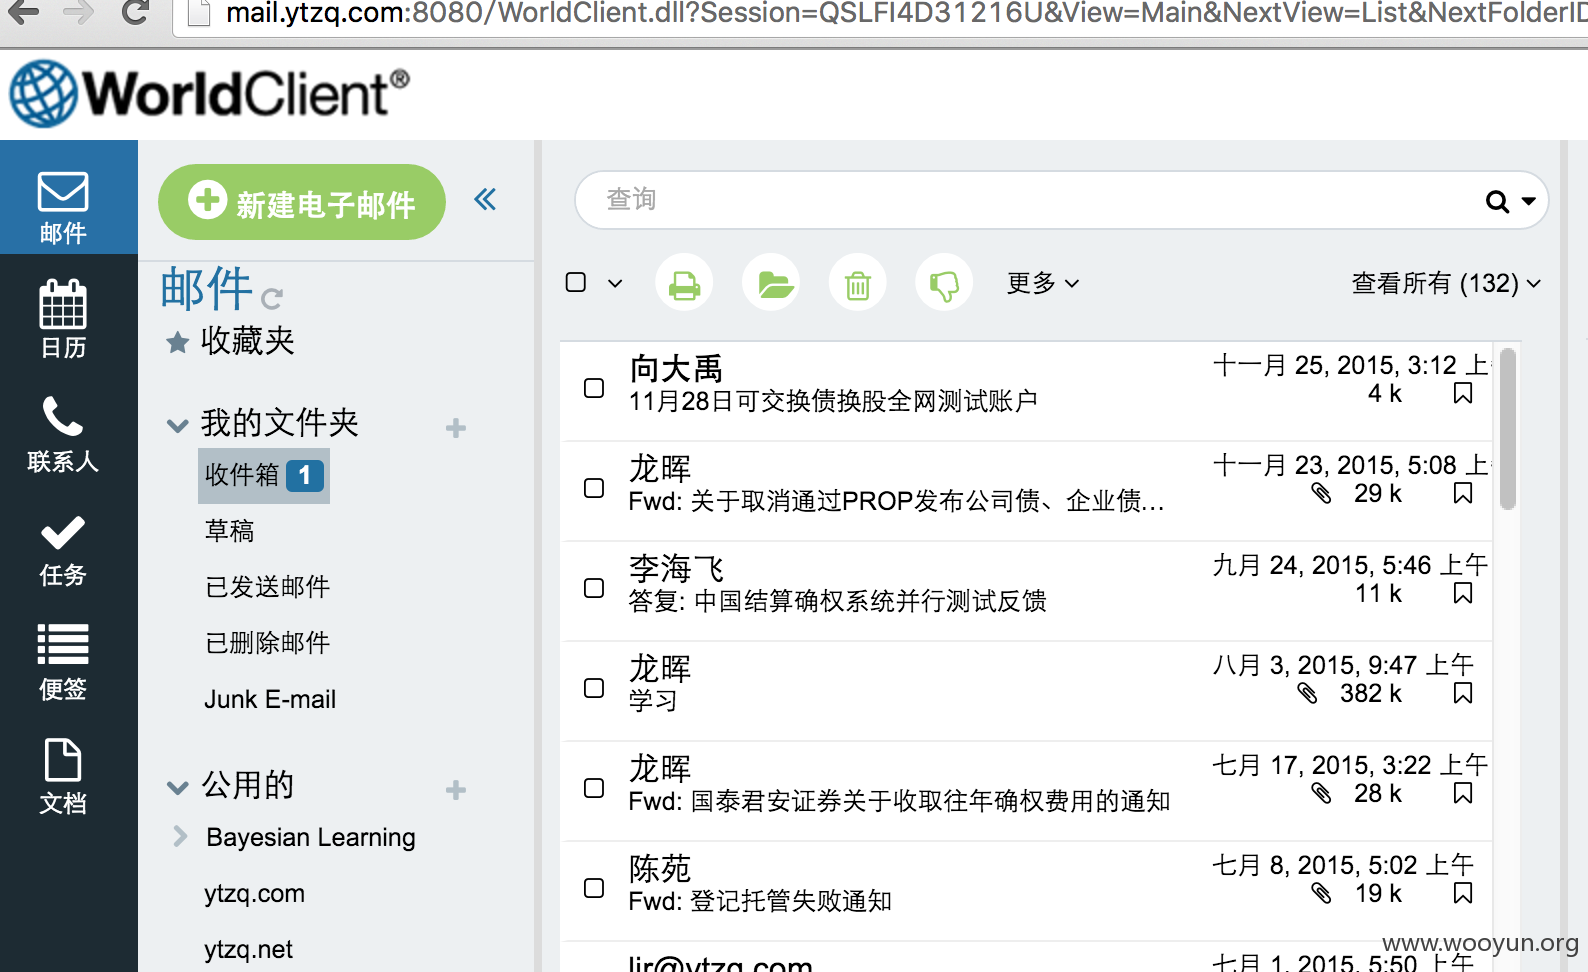 mail.ytzq.com:8080/WorldClient.dll?Session=QSLFI4D31216U&View=Main&NextView=List&NextFolderID
WorldClient®
邮件
日历
联系人
任务
便签
文档
新建电子邮件
邮件
收藏夹
我的文件夹
收件箱 1
草稿
已发送邮件
已删除邮件
Junk E-mail
公用的
Bayesian Learning
ytzq.com
ytzq.net
查询
更多
查看所有 (132)
向大禹
十一月 25, 2015, 3:12 上
11月28日可交换债换股全网测试账户
4 k
龙晖
十一月 23, 2015, 5:08 上
Fwd: 关于取消通过PROP发布公司债、企业债...
29 k
李海飞
九月 24, 2015, 5:46 上午
答复: 中国结算确权系统并行测试反馈
11 k
龙晖
八月 3, 2015, 9:47 上午
学习
382 k
龙晖
七月 17, 2015, 3:22 上午
Fwd: 国泰君安证券关于收取往年确权费用的通知
28 k
陈苑
七月 8, 2015, 5:02 上午
Fwd: 登记托管失败通知
19 k
www.wooyun.org
ljr@ytzq.com
七月 1, 2015, 5:50 上午